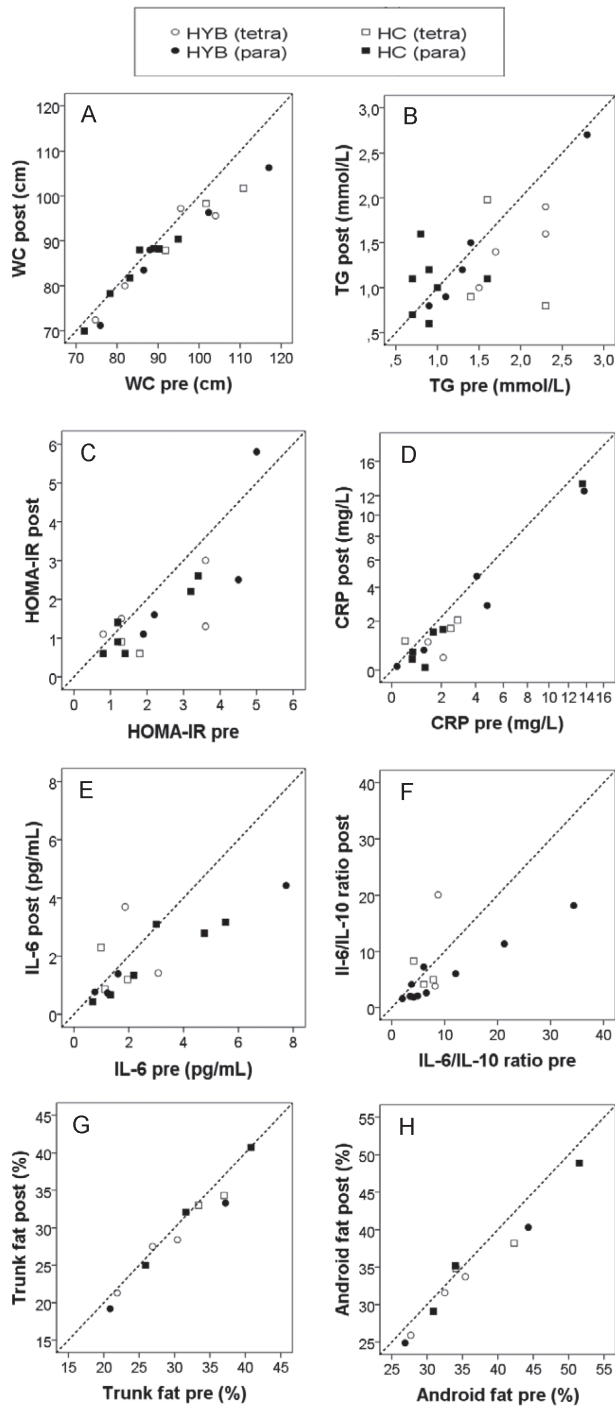 HYB (tetra) HC (tetra)
HYB (para) HC (para)
A
WC post (cm)
120
110
100
90
80
70
70 80 90 100 110 120
WC pre (cm)
B
TG post (mmol/L)
3,0
2,5
2,0
1,5
1,0
,5
,5 1,0 1,5 2,0 2,5 3,0
TG pre (mmol/L)
C
HOMA-IR post
6
5
4
3
2
1
0
0 1 2 3 4 5 6
HOMA-IR pre
D
CRP post (mg/L)
16
12
8
6
4
2
0
0 2 4 6 8 10 12 14 16
CRP pre (mg/L)
E
IL-6 post (pg/mL)
8
6
4
2
0
0 2 4 6 8
IL-6 pre (pg/mL)
F
Il-6/IL-10 ratio post
40
30
20
10
0
0 10 20 30 40
IL-6/IL-10 ratio pre
G
Trunk fat post (%)
45
40
35
30
25
20
15
15 20 25 30 35 40 45
Trunk fat pre (%)
H
Android fat post (%)
55
50
45
40
35
30
25
25 30 35 40 45 50 55
Android fat pre (%)